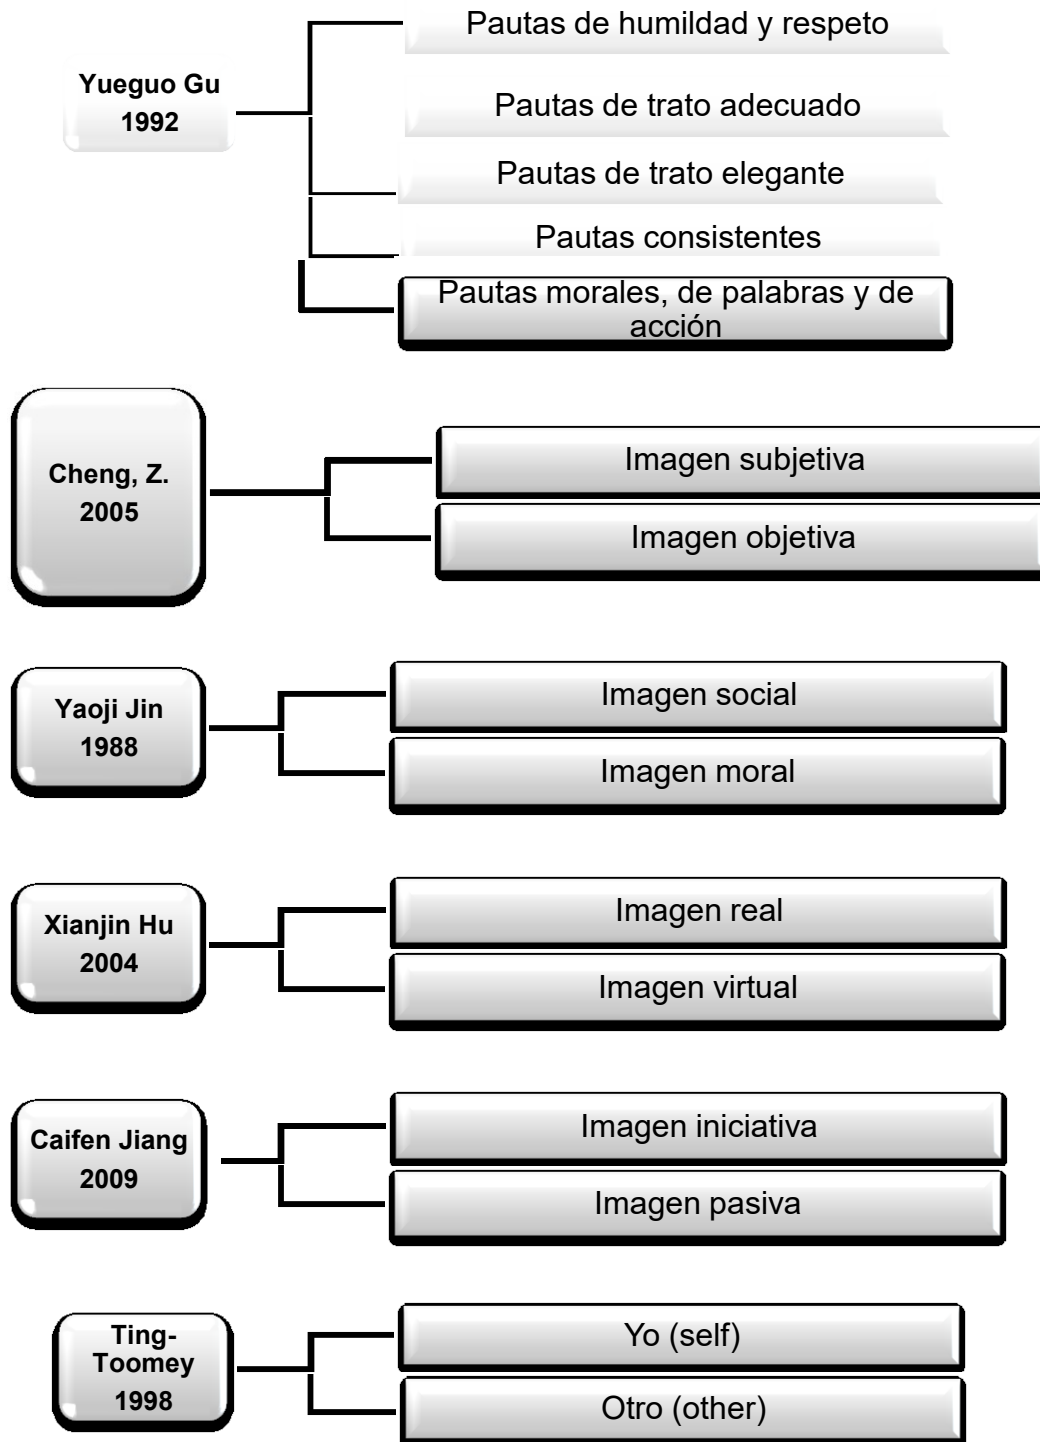 Yueguo Gu
1992
Pautas de humildad y respeto
Pautas de trato adecuado
Pautas de trato elegante
Pautas consistentes
Pautas morales, de palabras y de
acción
Cheng, Z.
2005
Imagen subjetiva
Imagen objetiva
Yaoji Jin
1988
Imagen social
Imagen moral
Xianjin Hu
2004
Imagen real
Imagen virtual
Caifen Jiang
2009
Imagen iniciativa
Imagen pasiva
Ting-
Toomey
1998
Yo (self)
Otro (other)